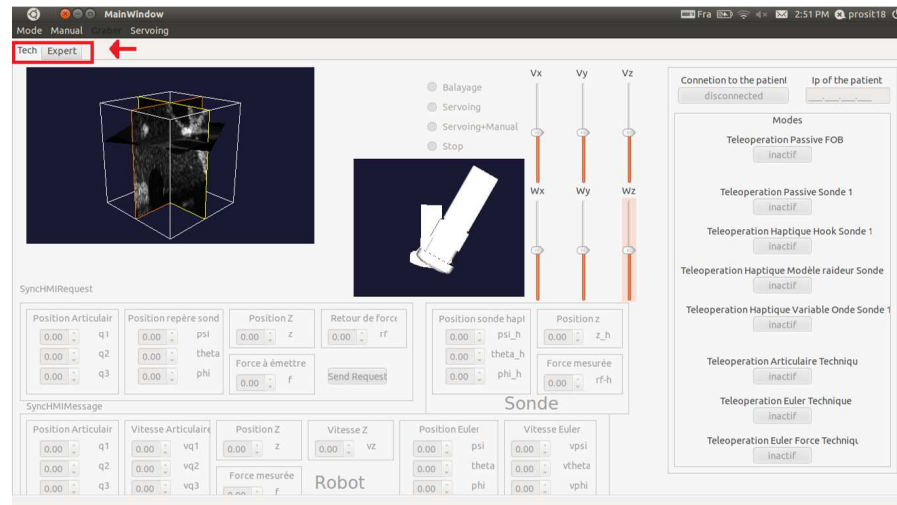 MainWindow
Fra
2:51 PM
prosit18
Mode Manual Servoing
Tech Expert
Balayage
Servoing
Servoing+Manual
Stop
Vx Vy Vz
Wx Wy Wz
Connetion to the patient Ip of the patient
disconnected
Modes
Teleoperation Passive FOB
inactif
Teleoperation Passive Sonde 1
inactif
Teleoperation Haptique Hook Sonde 1
inactif
Teleoperation Haptique Modèle raideur Sonde
inactif
Teleoperation Haptique Variable Onde Sonde 1
inactif
Teleoperation Articulaire Techniqu
inactif
Teleoperation Euler Technique
inactif
Teleoperation Euler Force Techniqu
inactif
SyncHMIRequest
Position Articulair
0.00 q1
0.00 q2
0.00 q3
Position repère sond
0.00 psi
0.00 theta
0.00 phi
Position Z
0.00 z
Force à émettre
0.00 f
Retour de force
0.00 rf
Send Request
Position sonde hapt
0.00 psi_h
0.00 theta_h
0.00 phi_h
Position z
0.00 z_h
Force mesurée
0.00 rf-h
Sonde
SyncHMIMessage
Position Articulair
0.00 q1
0.00 q2
0.00 q3
Vitesse Articulaire
0.00 vq1
0.00 vq2
0.00 vq3
Position Z
0.00 z
Force mesurée
0.00 f
Vitesse Z
0.00 vz
Robot
Position Euler
0.00 psi
0.00 theta
0.00 phi
Vitesse Euler
0.00 vpsi
0.00 vtheta
0.00 vphi